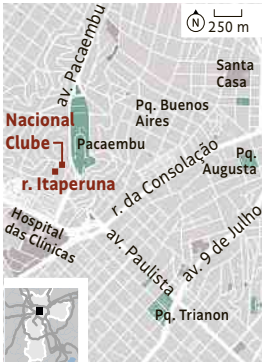 N
250 m
av. Pacaembu
Santa
Casa
Pq. Buenos
Aires
Nacional
Clube
Pacaembu
r. Itaperuna
r. da Consolação
Pq.
Augusta
Hospital
das Clínicas
av. Paulista
av. 9 de Julho
Pq. Trianon